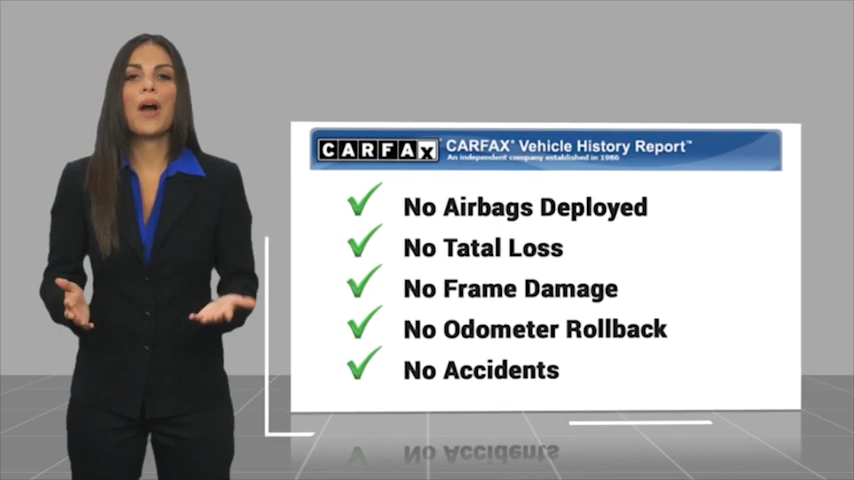 CARFAX CARFAX® Vehicle History Report™
An independent company established in 1986
No Airbags Deployed
No Tatal Loss
No Frame Damage
No Odometer Rollback
No Accidents
No Accidents